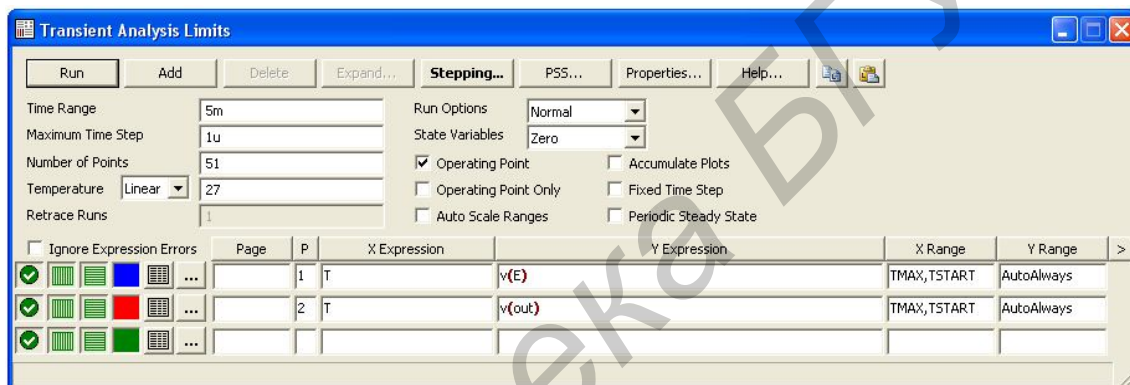 Transient Analysis Limits
Run Add Delete Expand... Stepping... PSS... Properties... Help...
Time Range 5m Run Options Normal
Maximum Time Step 1u State Variables Zero
Number of Points 51 Operating Point Accumulate Plots
Temperature Linear 27 Operating Point Only Fixed Time Step
Retrace Runs 1 Auto Scale Ranges Periodic Steady State
Ignore Expression Errors Page P X Expression Y Expression X Range Y Range >
... 1 T v(E) TMAX,TSTART AutoAlways
... 2 T v(out) TMAX,TSTART AutoAlways
...
ека БГУ